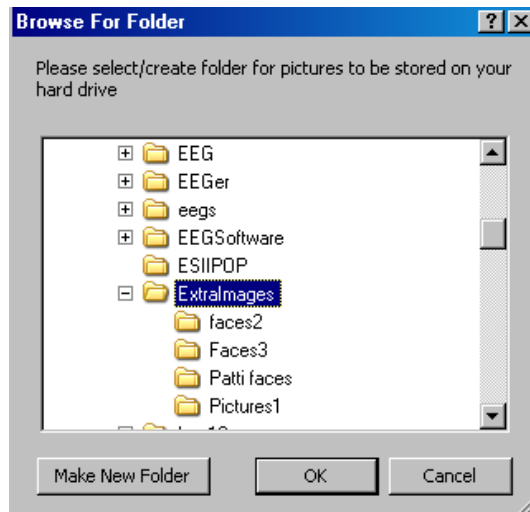 Browse For Folder
Please select/create folder for pictures to be stored on your
hard drive
EEG
EEGer
eegs
EEGSoftware
ESIIPOP
ExtraImages
faces2
Faces3
Patti faces
Pictures1
Make New Folder
OK
Cancel